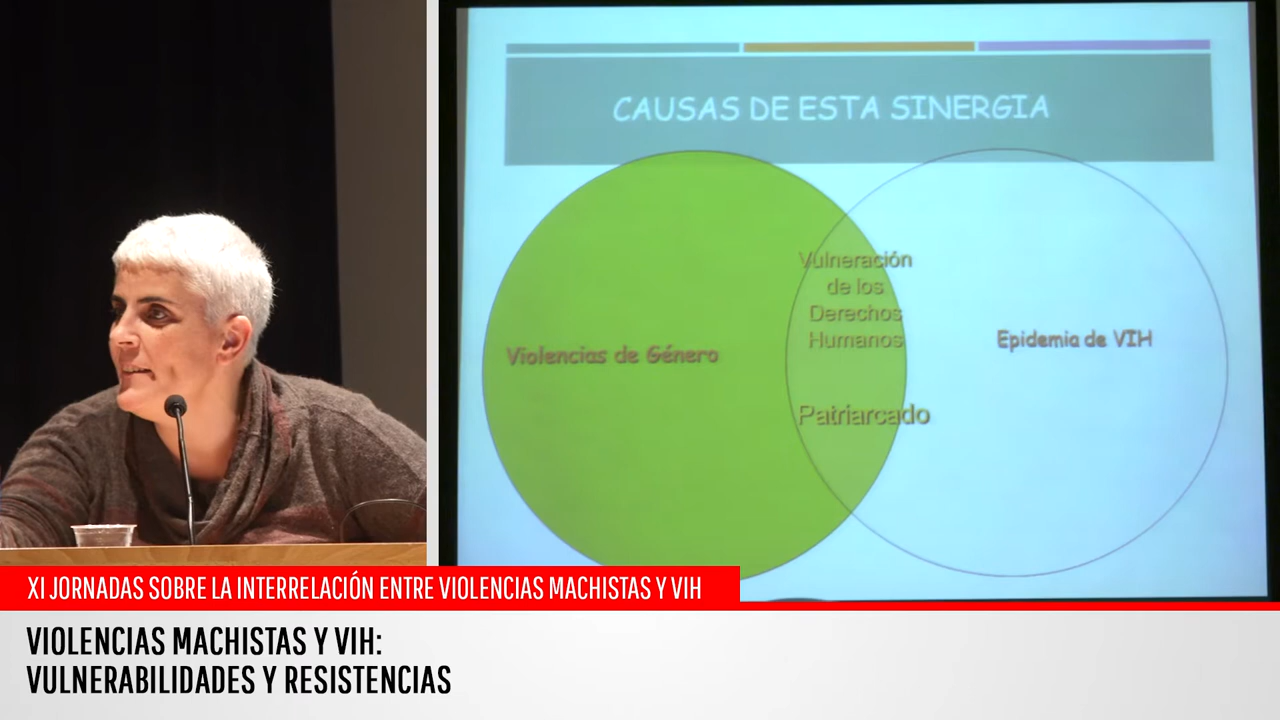 CAUSAS DE ESTA SINERGIA
Vulneración
de los
Derechos
Humanos
Violencias de Género
Epidemia de VIH
Patriarcado
XI JORNADAS SOBRE LA INTERRELACIÓN ENTRE VIOLENCIAS MACHISTAS Y VIH
VIOLENCIAS MACHISTAS Y VIH:
VULNERABILIDADES Y RESISTENCIAS